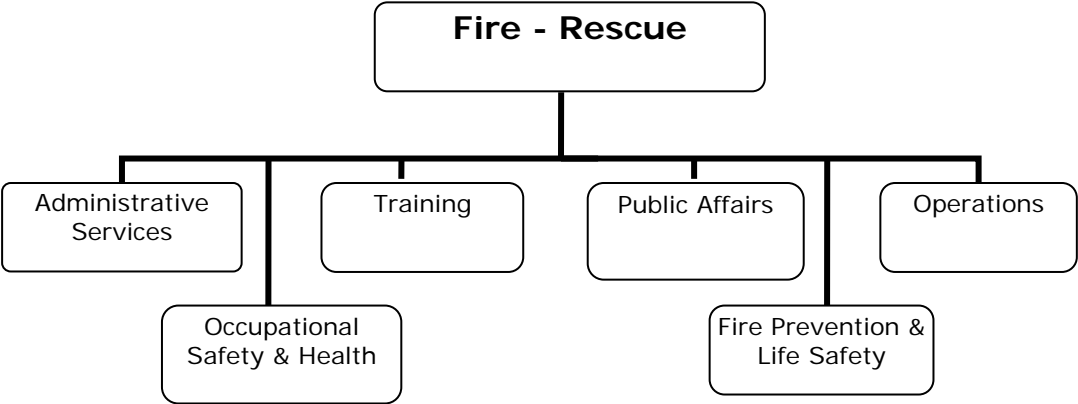 Fire - Rescue
Administrative
Services
Training
Public Affairs
Operations
Occupational
Safety & Health
Fire Prevention &
Life Safety